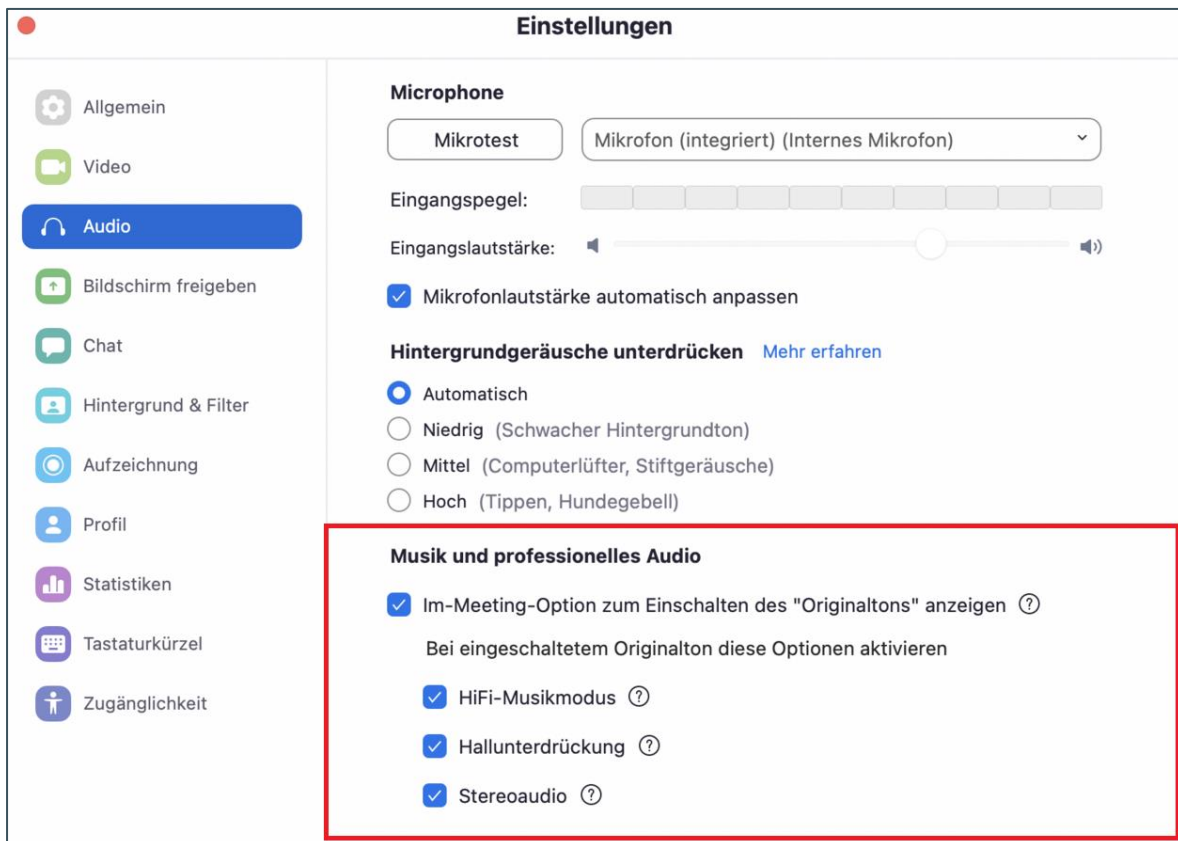 Einstellungen
Allgemein
Video
Audio
Bildschirm freigeben
Chat
Hintergrund & Filter
Aufzeichnung
Profil
Statistiken
Tastaturkürzel
Zugänglichkeit
Microphone
Mikrotest
Mikrofon (integriert) (Internes Mikrofon)
Eingangspegel:
Eingangslautstärke:
Mikrofonlautstärke automatisch anpassen
Hintergrundgeräusche unterdrücken Mehr erfahren
Automatisch
Niedrig (Schwacher Hintergrundton)
Mittel (Computerlüfter, Stiftgeräusche)
Hoch (Tippen, Hundegebell)
Musik und professionelles Audio
Im-Meeting-Option zum Einschalten des "Originaltons" anzeigen ?
Bei eingeschaltetem Originalton diese Optionen aktivieren
HiFi-Musikmodus ?
Hallunterdrückung ?
Stereoaudio ?